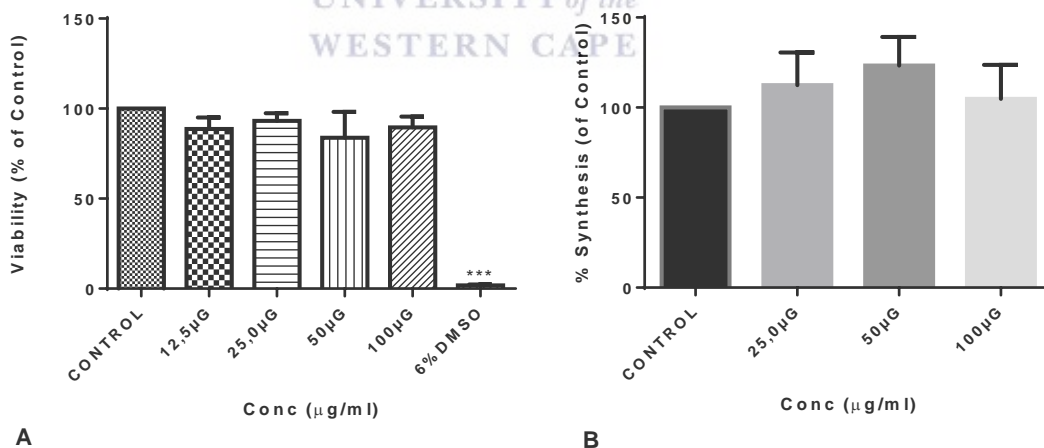 UNIVERSITY of the
WESTERN CAPE
Viability (% of Control)
150
100
50
0
***
CONTROL
12,5µG
25,0µG
50µG
100µG
6%DMSO
Conc (µg/ml)
A
% Synthesis (of Control)
150
100
50
0
CONTROL
25,0µG
50µG
100µG
Conc (µg/ml)
B